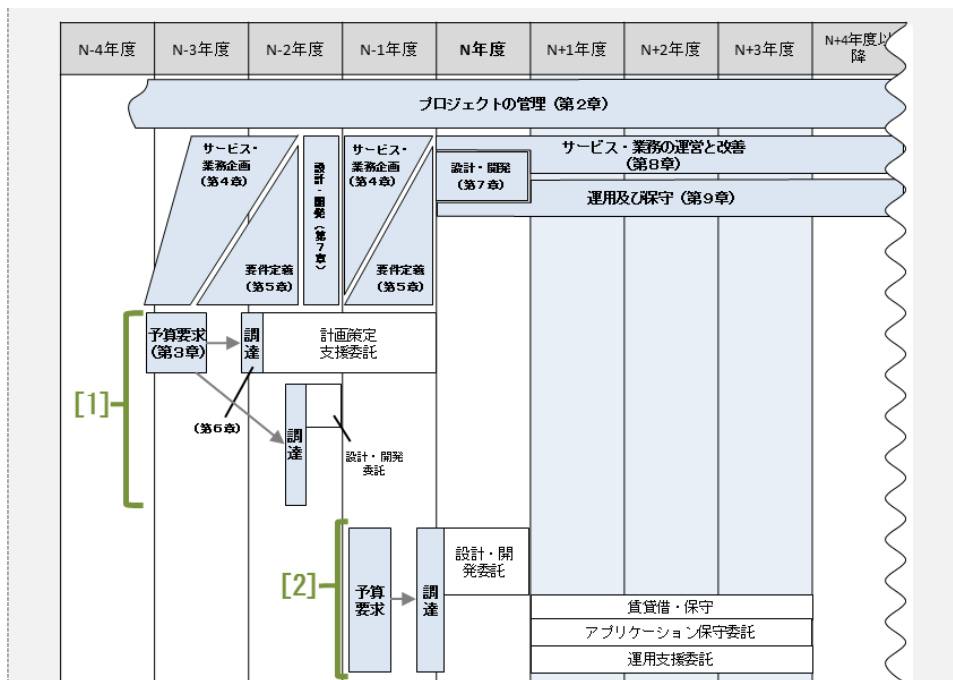 N-4年度
N-3年度
N-2年度
N-1年度
N年度
N+1年度
N+2年度
N+3年度
N+4年度以
降
プロジェクトの管理（第２章）
サービス・
業務企画
(第４章)
要件定義
(第５章)
設計・開発（第７章）
サービス・
業務企画
(第４章)
要件定義
(第５章)
設計・開発
(第７章)
サービス・業務の運営と改善
(第８章)
運用及び保守（第９章）
[1]
予算要求
(第３章)
調達
計画策定
支援委託
(第６章)
調達
設計・開発
委託
[2]
予算
要求
調達
設計・開
発委託
賃貸借・保守
アプリケーション保守委託
運用支援委託